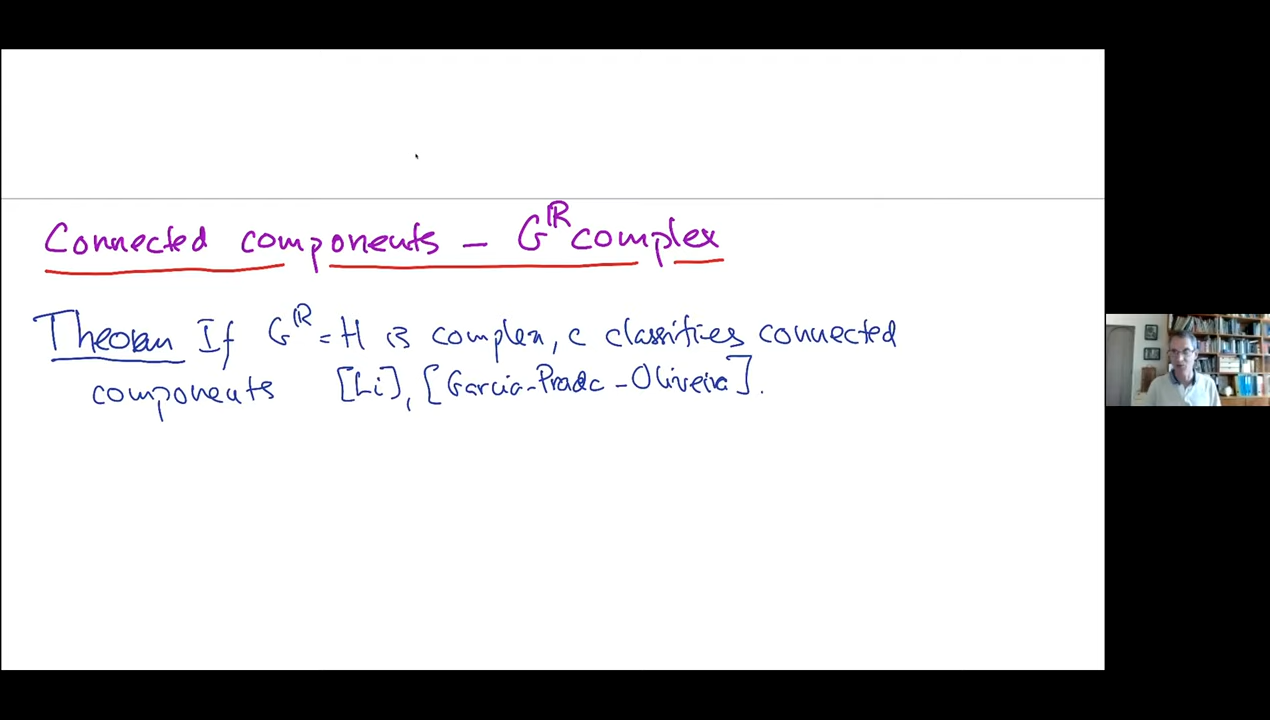 Connected components – G^ℝ complex
Theorem If G^ℝ = H is complex, c classifies connected
components [Li], [Garcia-Prada - Oliveira].